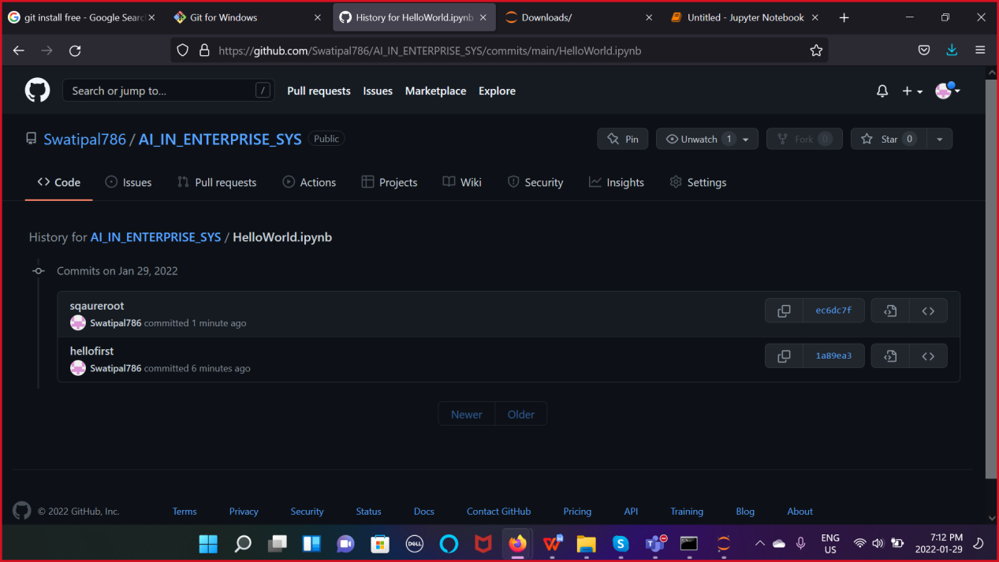 git install free - Google Searc
Git for Windows
History for HelloWorld.ipynb
Downloads/
Untitled - Jupyter Notebook
https://github.com/Swatipal786/AI_IN_ENTERPRISE_SYS/commits/main/HelloWorld.ipynb
Search or jump to... /
Pull requests Issues Marketplace Explore
Swatipal786 / AI_IN_ENTERPRISE_SYS Public
Pin Unwatch 1 Fork 0 Star 0
Code Issues Pull requests Actions Projects Wiki Security Insights Settings
History for AI_IN_ENTERPRISE_SYS / HelloWorld.ipynb
Commits on Jan 29, 2022
sqaureroot
Swatipal786 committed 1 minute ago
ec6dc7f
hellofirst
Swatipal786 committed 6 minutes ago
1a89ea3
Newer Older
© 2022 GitHub, Inc. Terms Privacy Security Status Docs Contact GitHub Pricing API Training Blog About
DELL
ENG
US
7:12 PM
2022-01-29